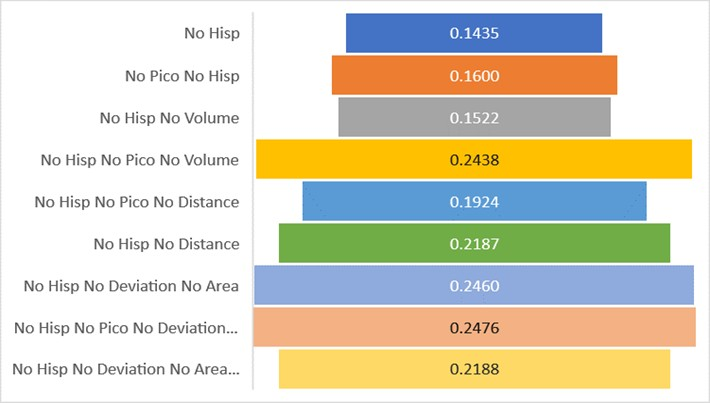 No Hisp 0.1435
No Pico No Hisp 0.1600
No Hisp No Volume 0.1522
No Hisp No Pico No Volume 0.2438
No Hisp No Pico No Distance 0.1924
No Hisp No Distance 0.2187
No Hisp No Deviation No Area 0.2460
No Hisp No Pico No Deviation... 0.2476
No Hisp No Deviation No Area... 0.2188